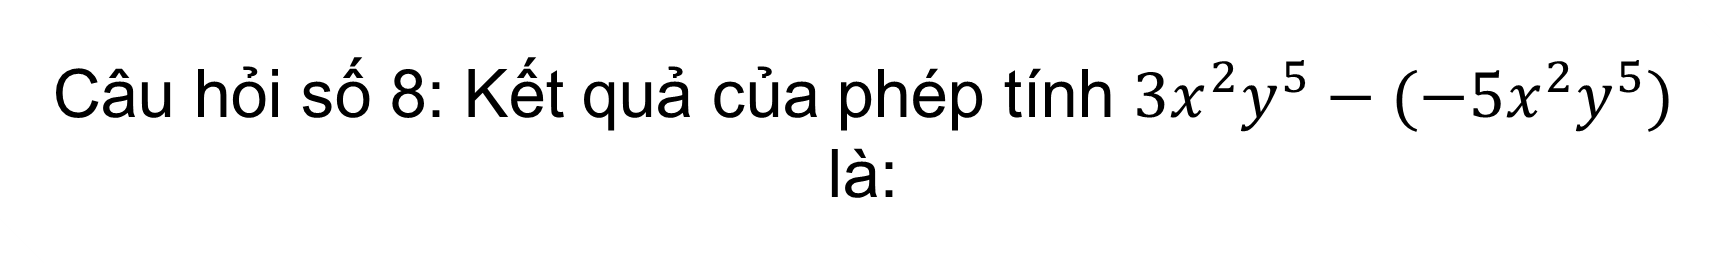 Câu hỏi số 8: Kết quả của phép tính 3x²y⁵ − (−5x²y⁵)
là: